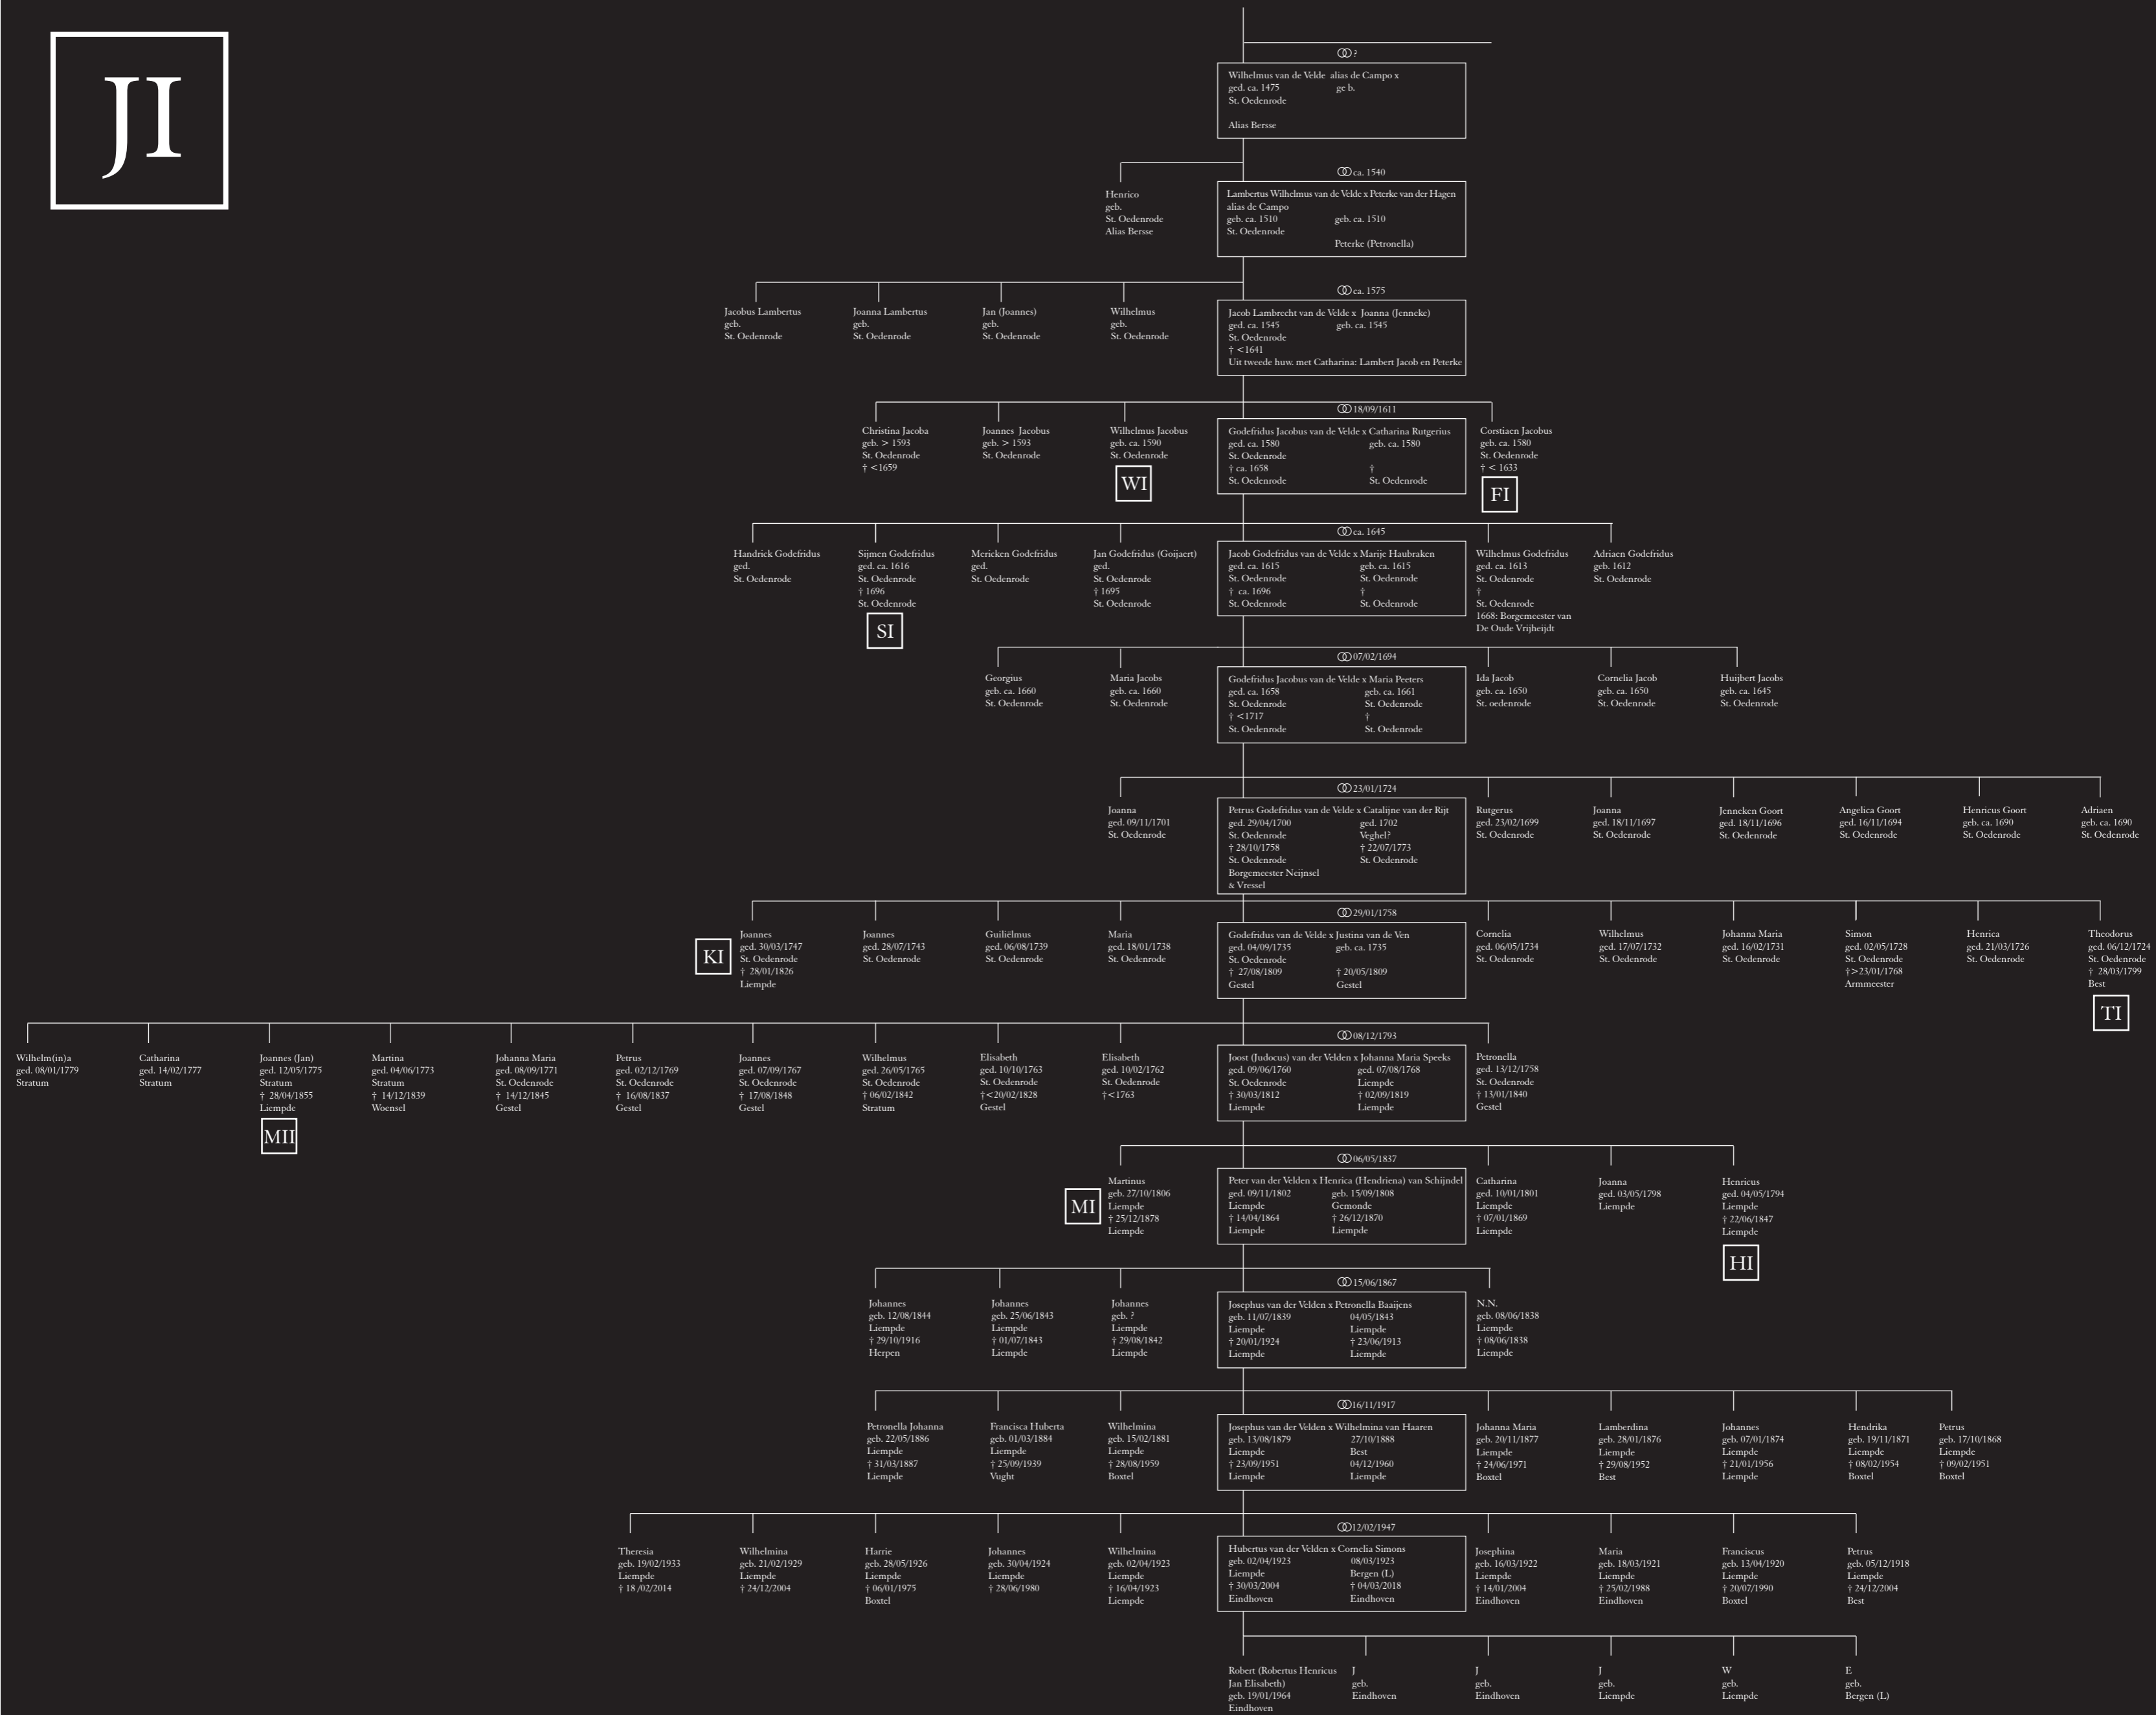 JI
?
Wilhelmus van de Velde alias de Campo x
ged. ca. 1475 ge b.
St. Oedenrode
Alias Bersse
Henrico
geb.
St. Oedenrode
Alias Bersse
ca. 1540
Lambertus Wilhelmus van de Velde x Peterke van der Hagen
alias de Campo
geb. ca. 1510 geb. ca. 1510
St. Oedenrode
Peterke (Petronella)
Jacobus Lambertus
geb.
St. Oedenrode
Joanna Lambertus
geb.
St. Oedenrode
Jan (Joannes)
geb.
St. Oedenrode
Wilhelmus
geb.
St. Oedenrode
ca. 1575
Jacob Lambrecht van de Velde x Joanna (Jenneke)
ged. ca. 1545 geb. ca. 1545
St. Oedenrode
† <1641
Uit tweede huw. met Catharina: Lambert Jacob en Peterke
Christina Jacoba
geb. > 1593
St. Oedenrode
† <1659
Joannes Jacobus
geb. > 1593
St. Oedenrode
Wilhelmus Jacobus
geb. ca. 1590
St. Oedenrode
WI
18/09/1611
Godefridus Jacobus van de Velde x Catharina Rutgerius
ged. ca. 1580 geb. ca. 1580
St. Oedenrode
† ca. 1658 †
St. Oedenrode St. Oedenrode
Corstiaen Jacobus
geb. ca. 1580
St. Oedenrode
† < 1633
FI
Handrick Godefridus
ged.
St. Oedenrode
Sijmen Godefridus
ged. ca. 1616
St. Oedenrode
† 1696
St. Oedenrode
SI
Mericken Godefridus
ged.
St. Oedenrode
Jan Godefridus (Goijaert)
ged.
St. Oedenrode
† 1695
St. Oedenrode
ca. 1645
Jacob Godefridus van de Velde x Marije Haubraken
ged. ca. 1615 geb. ca. 1615
St. Oedenrode St. Oedenrode
† ca. 1696 †
St. Oedenrode St. Oedenrode
Wilhelmus Godefridus
ged. ca. 1613
St. Oedenrode
†
St. Oedenrode
1668: Borgemeester van
De Oude Vrijheijdt
Adriaen Godefridus
geb. 1612
St. Oedenrode
Georgius
geb. ca. 1660
St. Oedenrode
Maria Jacobs
geb. ca. 1660
St. Oedenrode
07/02/1694
Godefridus Jacobus van de Velde x Maria Peeters
ged. ca. 1658 geb. ca. 1661
St. Oedenrode St. Oedenrode
† <1717 †
St. Oedenrode St. Oedenrode
Ida Jacob
geb. ca. 1650
St. oedenrode
Cornelia Jacob
geb. ca. 1650
St. Oedenrode
Huijbert Jacobs
geb. ca. 1645
St. Oedenrode
Joanna
ged. 09/11/1701
St. Oedenrode
23/01/1724
Petrus Godefridus van de Velde x Catalijne van der Rijt
ged. 29/04/1700 ged. 1702
St. Oedenrode Veghel?
† 28/10/1758 † 22/07/1773
St. Oedenrode St. Oedenrode
Borgemeester Neijnsel
& Vressel
Rutgerus
ged. 23/02/1699
St. Oedenrode
Joanna
ged. 18/11/1697
St. Oedenrode
Jenneken Goort
ged. 18/11/1696
St. Oedenrode
Angelica Goort
ged. 16/11/1694
St. Oedenrode
Henricus Goort
geb. ca. 1690
St. Oedenrode
Adriaen
geb. ca. 1690
St. Oedenrode
KI
Joannes
ged. 30/03/1747
St. Oedenrode
† 28/01/1826
Liempde
Joannes
ged. 28/07/1743
St. Oedenrode
Guiliëlmus
ged. 06/08/1739
St. Oedenrode
Maria
ged. 18/01/1738
St. Oedenrode
29/01/1758
Godefridus van de Velde x Justina van de Ven
ged. 04/09/1735 geb. ca. 1735
St. Oedenrode
† 27/08/1809 † 20/05/1809
Gestel Gestel
Cornelia
ged. 06/05/1734
St. Oedenrode
Wilhelmus
ged. 17/07/1732
St. Oedenrode
Johanna Maria
ged. 16/02/1731
St. Oedenrode
Simon
ged. 02/05/1728
St. Oedenrode
†>23/01/1768
Armmeester
Henrica
ged. 21/03/1726
St. Oedenrode
Theodorus
ged. 06/12/1724
St. Oedenrode
† 28/03/1799
Best
TI
Wilhelm(in)a
ged. 08/01/1779
Stratum
Catharina
ged. 14/02/1777
Stratum
Joannes (Jan)
ged. 12/05/1775
Stratum
† 28/04/1855
Liempde
MII
Martina
ged. 04/06/1773
Stratum
† 14/12/1839
Woensel
Johanna Maria
ged. 08/09/1771
St. Oedenrode
† 14/12/1845
Gestel
Petrus
ged. 02/12/1769
St. Oedenrode
† 16/08/1837
Gestel
Joannes
ged. 07/09/1767
St. Oedenrode
† 17/08/1848
Gestel
Wilhelmus
ged. 26/05/1765
St. Oedenrode
† 06/02/1842
Stratum
Elisabeth
ged. 10/10/1763
St. Oedenrode
†<20/02/1828
Gestel
Elisabeth
ged. 10/02/1762
St. Oedenrode
†<1763
08/12/1793
Joost (Judocus) van der Velden x Johanna Maria Speeks
ged. 09/06/1760 ged. 07/08/1768
St. Oedenrode Liempde
† 30/03/1812 † 02/09/1819
Liempde Liempde
Petronella
ged. 13/12/1758
St. Oedenrode
† 13/01/1840
Gestel
MI
Martinus
geb. 27/10/1806
Liempde
† 25/12/1878
Liempde
06/05/1837
Peter van der Velden x Henrica (Hendriena) van Schijndel
ged. 09/11/1802 geb. 15/09/1808
Liempde Gemonde
† 14/04/1864 † 26/12/1870
Liempde Liempde
Catharina
ged. 10/01/1801
Liempde
† 07/01/1869
Liempde
Joanna
ged. 03/05/1798
Liempde
Henricus
ged. 04/05/1794
Liempde
† 22/06/1847
Liempde
HI
Johannes
geb. 12/08/1844
Liempde
† 29/10/1916
Herpen
Johannes
geb. 25/06/1843
Liempde
† 01/07/1843
Liempde
Johannes
geb. ?
Liempde
† 29/08/1842
Liempde
15/06/1867
Josephus van der Velden x Petronella Baaijens
geb. 11/07/1839 04/05/1843
Liempde Liempde
† 20/01/1924 † 23/06/1913
Liempde Liempde
N.N.
geb. 08/06/1838
Liempde
† 08/06/1838
Liempde
Petronella Johanna
geb. 22/05/1886
Liempde
† 31/03/1887
Liempde
Francisca Huberta
geb. 01/03/1884
Liempde
† 25/09/1939
Vught
Wilhelmina
geb. 15/02/1881
Liempde
† 28/08/1959
Boxtel
16/11/1917
Josephus van der Velden x Wilhelmina van Haaren
geb. 13/08/1879 27/10/1888
Liempde Best
† 23/09/1951 04/12/1960
Liempde Liempde
Johanna Maria
geb. 20/11/1877
Liempde
† 24/06/1971
Boxtel
Lamberdina
geb. 28/01/1876
Liempde
† 29/08/1952
Best
Johannes
geb. 07/01/1874
Liempde
† 21/01/1956
Liempde
Hendrika
geb. 19/11/1871
Liempde
† 08/02/1954
Boxtel
Petrus
geb. 17/10/1868
Liempde
† 09/02/1951
Boxtel
Theresia
geb. 19/02/1933
Liempde
† 18 /02/2014
Wilhelmina
geb. 21/02/1929
Liempde
† 24/12/2004
Harrie
geb. 28/05/1926
Liempde
† 06/01/1975
Boxtel
Johannes
geb. 30/04/1924
Liempde
† 28/06/1980
Wilhelmina
geb. 02/04/1923
Liempde
† 16/04/1923
Liempde
12/02/1947
Hubertus van der Velden x Cornelia Simons
geb. 02/04/1923 08/03/1923
Liempde Bergen (L)
† 30/03/2004 † 04/03/2018
Eindhoven Eindhoven
Josephina
geb. 16/03/1922
Liempde
† 14/01/2004
Eindhoven
Maria
geb. 18/03/1921
Liempde
† 25/02/1988
Eindhoven
Franciscus
geb. 13/04/1920
Liempde
† 20/07/1990
Boxtel
Petrus
geb. 05/12/1918
Liempde
† 24/12/2004
Best
Robert (Robertus Henricus
Jan Elisabeth)
geb. 19/01/1964
Eindhoven
J
geb.
Eindhoven
J
geb.
Eindhoven
J
geb.
Liempde
W
geb.
Liempde
E
geb.
Bergen (L)